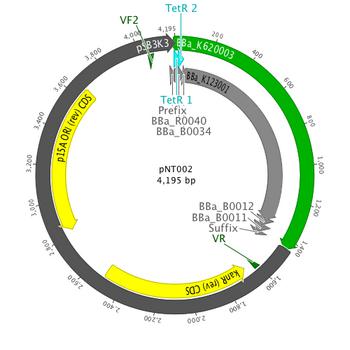 TetR 2
VF2
4,195
200
4,000
pSB3K3
BBa_K620003
3,800
400
BBa_K123001
3,600
600
TetR 1
Prefix
BBa_R0040
BBa_B0034
3,400
p15A ORI (rev) CDS
800
pNT002
4,195 bp
3,200
1,000
3,000
BBa_B0012
BBa_B0011
Suffix
1,200
VR
1,400
2,800
1,600
kanR (rev) CDS
2,600
1,800
2,400
2,200
2,000